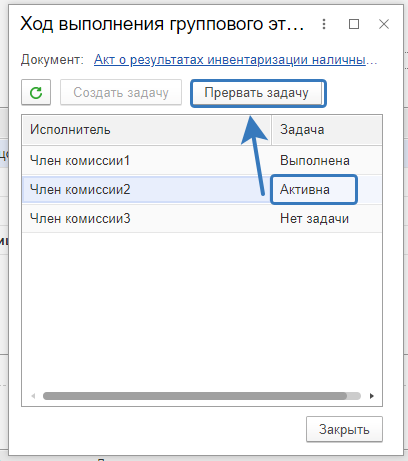 Ход выполнения группового эт...
Документ: Акт о результатах инвентаризации наличны...
Создать задачу Прервать задачу
Исполнитель Задача
Член комиссии1 Выполнена
Член комиссии2 Активна
Член комиссии3 Нет задачи
Закрыть